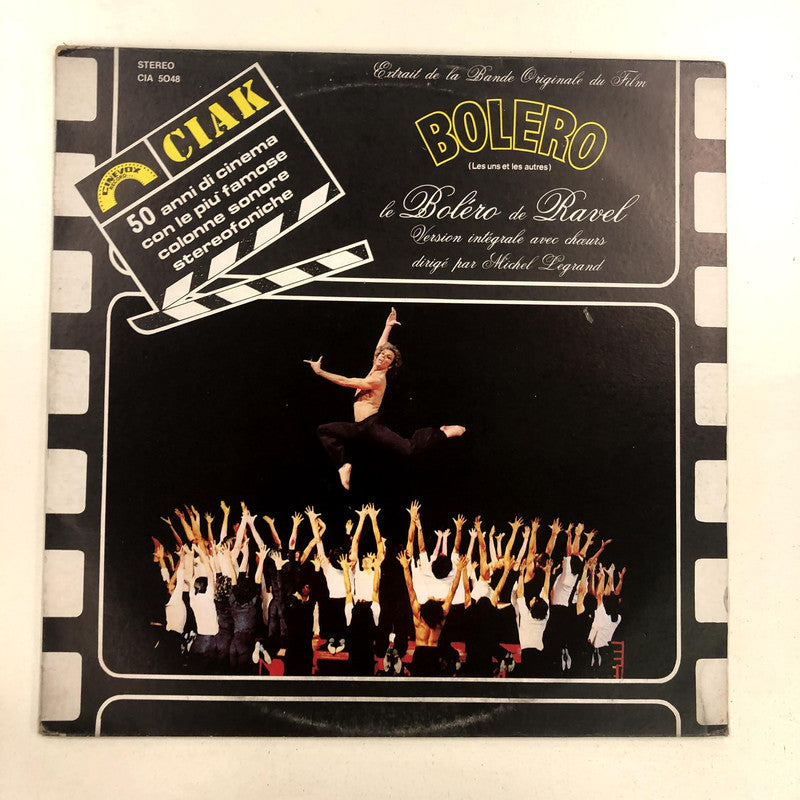 STEREO
CIA 5048
CINEVOX
RECORD
CIAK
50 anni di cinema
con le piu' famose
colonne sonore
stereofoniche
Extrait de la Bande Originale du Film
BOLERO
(Les uns et les autres)
le Boléro de Ravel
Version intégrale avec chœurs
dirigé par Michel Legrand